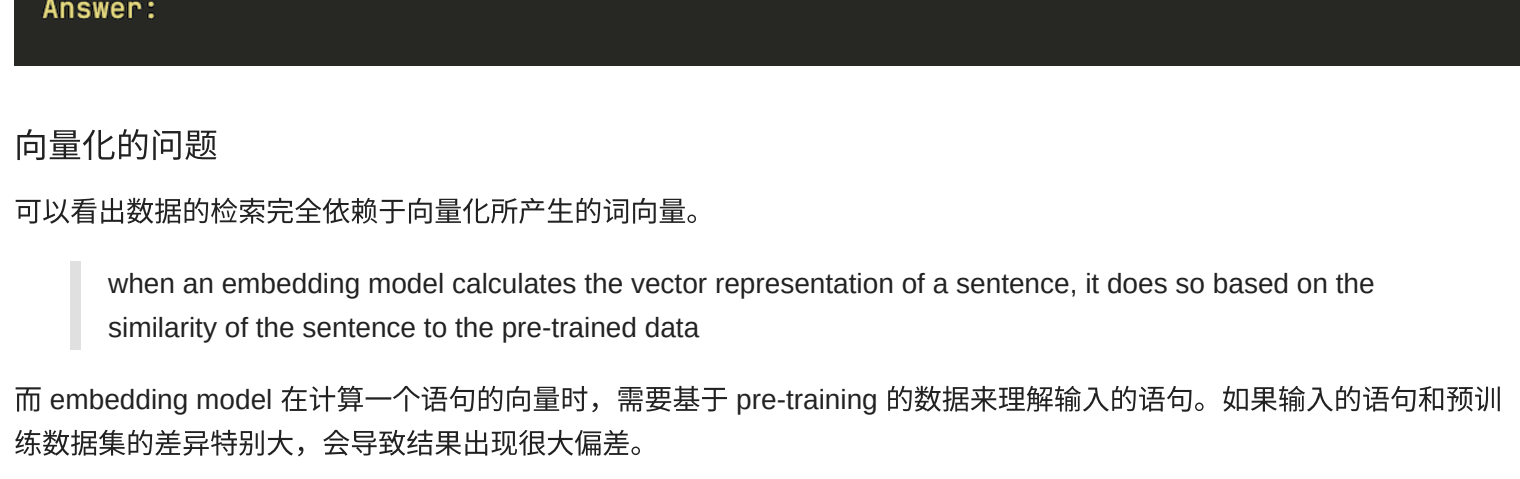 Answer:
向量化的问题
可以看出数据的检索完全依赖于向量化所产生的词向量。
when an embedding model calculates the vector representation of a sentence, it does so based on the
similarity of the sentence to the pre-trained data
而 embedding model 在计算一个语句的向量时，需要基于 pre-training 的数据来理解输入的语句。如果输入的语句和预训
练数据集的差异特别大，会导致结果出现很大偏差。